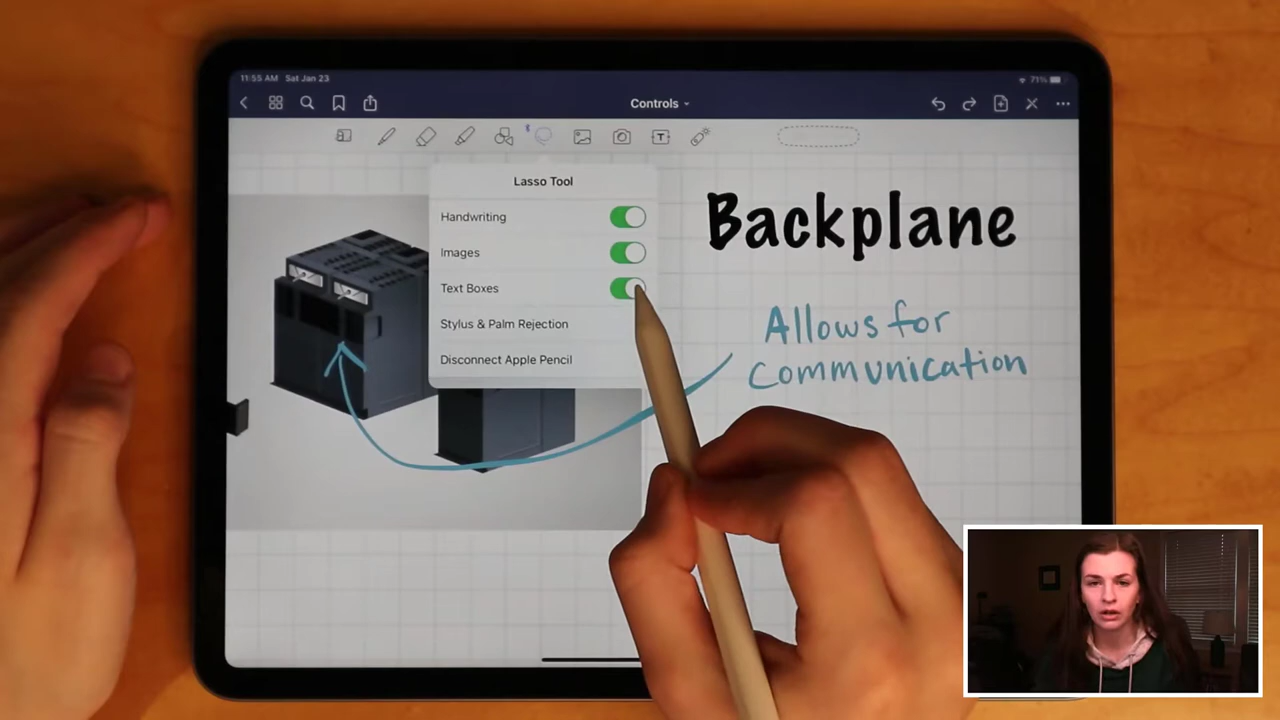 11:55 AM Sat Jan 23
71%
Controls
T
Lasso Tool
Handwriting
Images
Text Boxes
Stylus & Palm Rejection
Disconnect Apple Pencil
Backplane
Allows for
communication